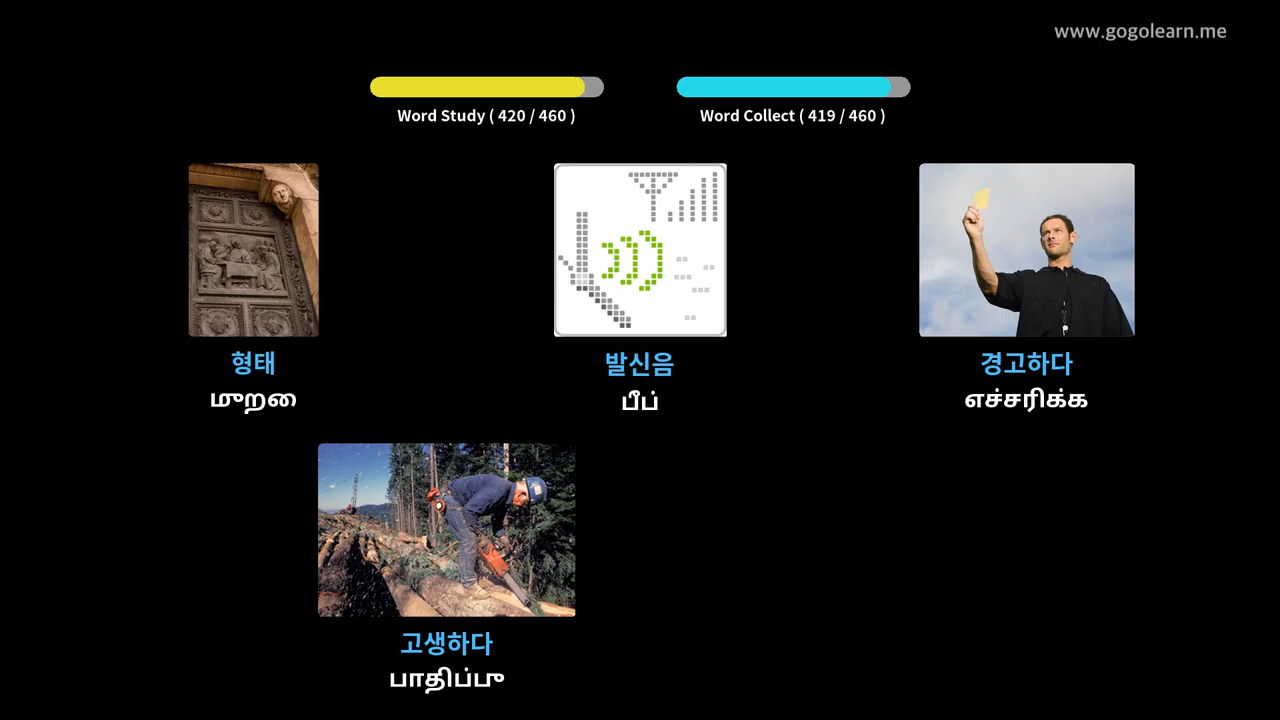 www.gogolearn.me
Word Study ( 420 / 460 )
Word Collect ( 419 / 460 )
형태
முறை
발신음
பீப்
경고하다
எச்சரிக்க
고생하다
பாதிப்பு